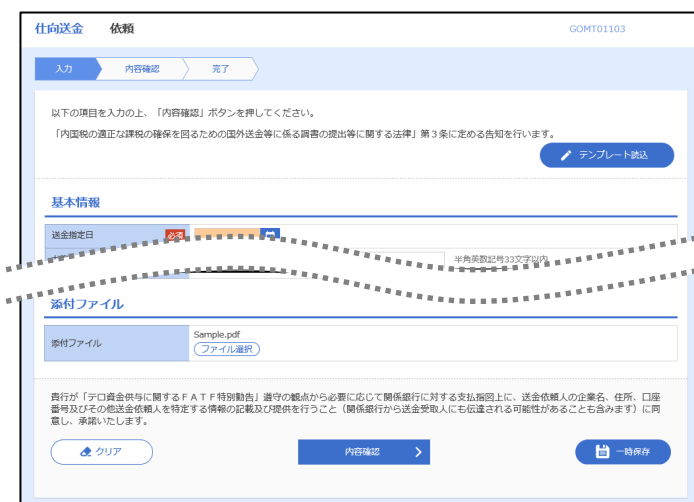 仕向送金 依頼 GOMT01103
入力 内容確認 完了
以下の項目を入力の上、「内容確認」ボタンを押してください。
「内国税の適正な課税の確保を図るための国外送金等に係る調書の提出等に関する法律」第3条に定める告知を行います。
テンプレート読込
基本情報
送金指定日 必須
半角英数記号33文字以内
添付ファイル
添付ファイル Sample.pdf
ファイル選択
貴行が「テロ資金供与に関するＦＡＴＦ特別勧告」遵守の観点から必要に応じて関係銀行に対する支払指図上に、送金依頼人の企業名、住所、口座
番号及びその他送金依頼人を特定する情報の記載及び提供を行うこと（関係銀行から送金受取人にも伝達される可能性があることも含みます）に同
意し、承諾いたします。
クリア 内容確認 一時保存